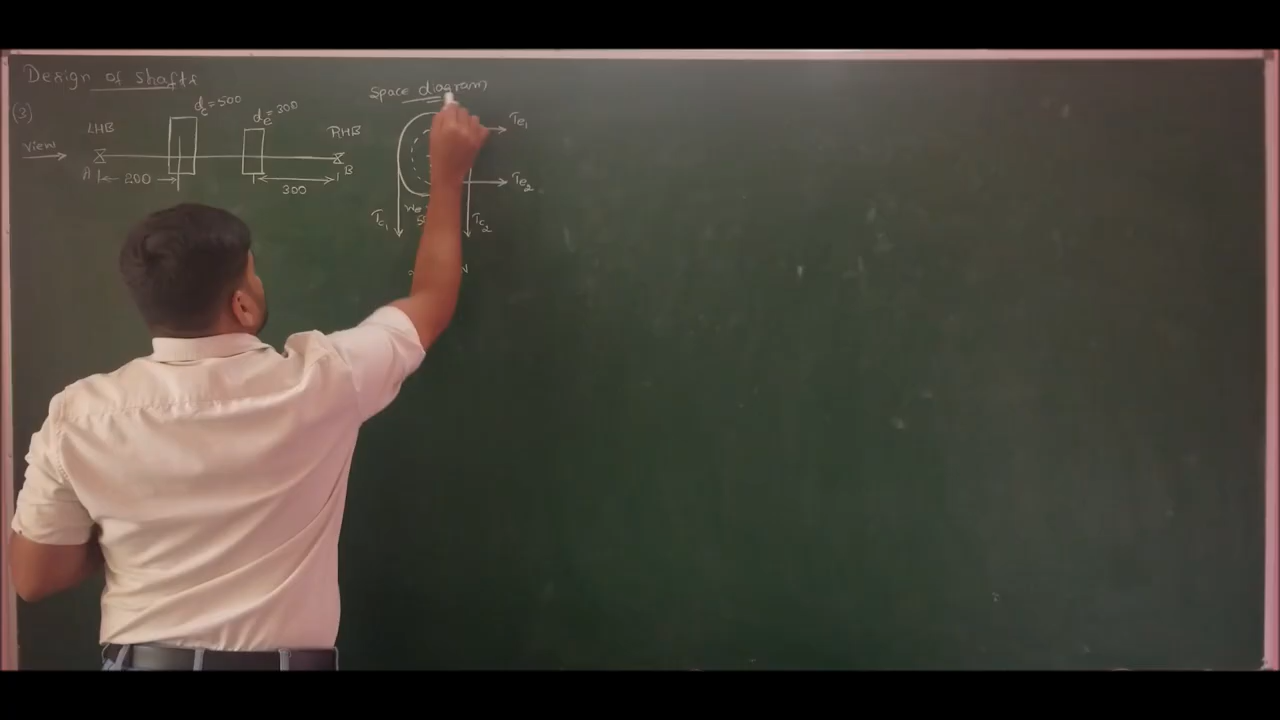 Design of shafts
(3)
dc=500
de=300
LHB
RHB
View
A
B
200
300
Space diagram
Te1
Te2
Tc1
Tc2